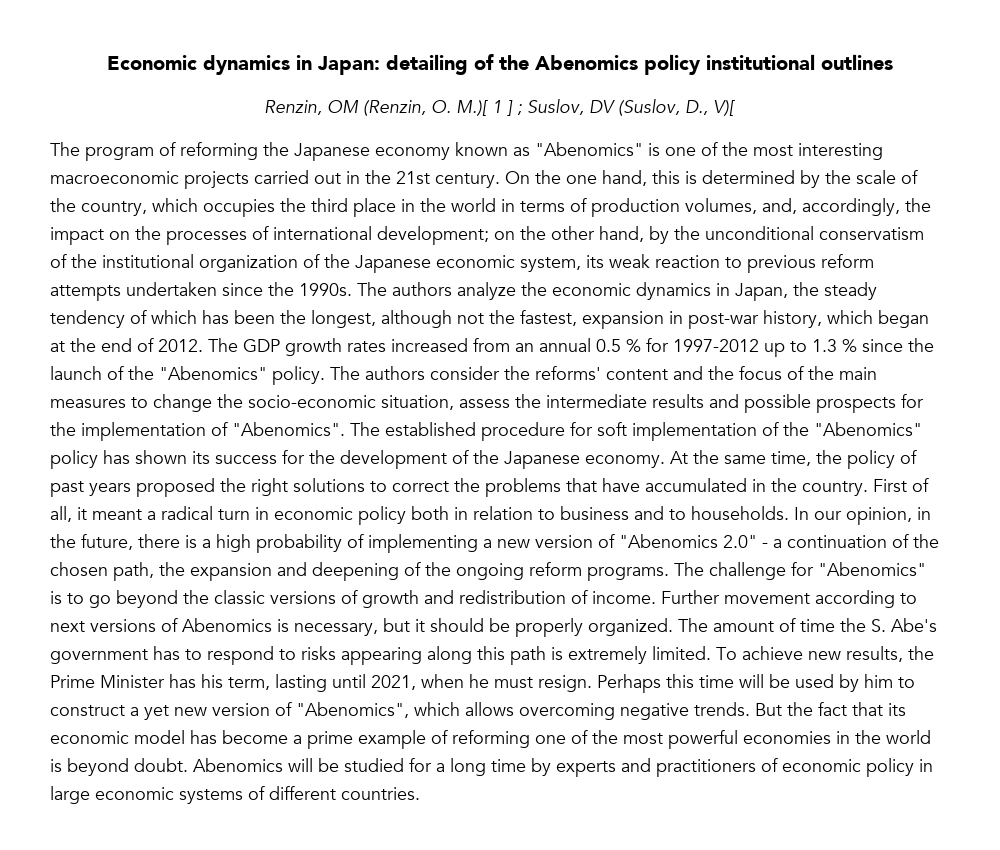 Economic dynamics in Japan: detailing of the Abenomics policy institutional outlines
Renzin, OM (Renzin, O. M.)[ 1 ] ; Suslov, DV (Suslov, D., V)[
The program of reforming the Japanese economy known as "Abenomics" is one of the most interesting
macroeconomic projects carried out in the 21st century. On the one hand, this is determined by the scale of
the country, which occupies the third place in the world in terms of production volumes, and, accordingly, the
impact on the processes of international development; on the other hand, by the unconditional conservatism
of the institutional organization of the Japanese economic system, its weak reaction to previous reform
attempts undertaken since the 1990s. The authors analyze the economic dynamics in Japan, the steady
tendency of which has been the longest, although not the fastest, expansion in post-war history, which began
at the end of 2012. The GDP growth rates increased from an annual 0.5 % for 1997-2012 up to 1.3 % since the
launch of the "Abenomics" policy. The authors consider the reforms' content and the focus of the main
measures to change the socio-economic situation, assess the intermediate results and possible prospects for
the implementation of "Abenomics". The established procedure for soft implementation of the "Abenomics"
policy has shown its success for the development of the Japanese economy. At the same time, the policy of
past years proposed the right solutions to correct the problems that have accumulated in the country. First of
all, it meant a radical turn in economic policy both in relation to business and to households. In our opinion, in
the future, there is a high probability of implementing a new version of "Abenomics 2.0" - a continuation of the
chosen path, the expansion and deepening of the ongoing reform programs. The challenge for "Abenomics"
is to go beyond the classic versions of growth and redistribution of income. Further movement according to
next versions of Abenomics is necessary, but it should be properly organized. The amount of time the S. Abe's
government has to respond to risks appearing along this path is extremely limited. To achieve new results, the
Prime Minister has his term, lasting until 2021, when he must resign. Perhaps this time will be used by him to
construct a yet new version of "Abenomics", which allows overcoming negative trends. But the fact that its
economic model has become a prime example of reforming one of the most powerful economies in the world
is beyond doubt. Abenomics will be studied for a long time by experts and practitioners of economic policy in
large economic systems of different countries.